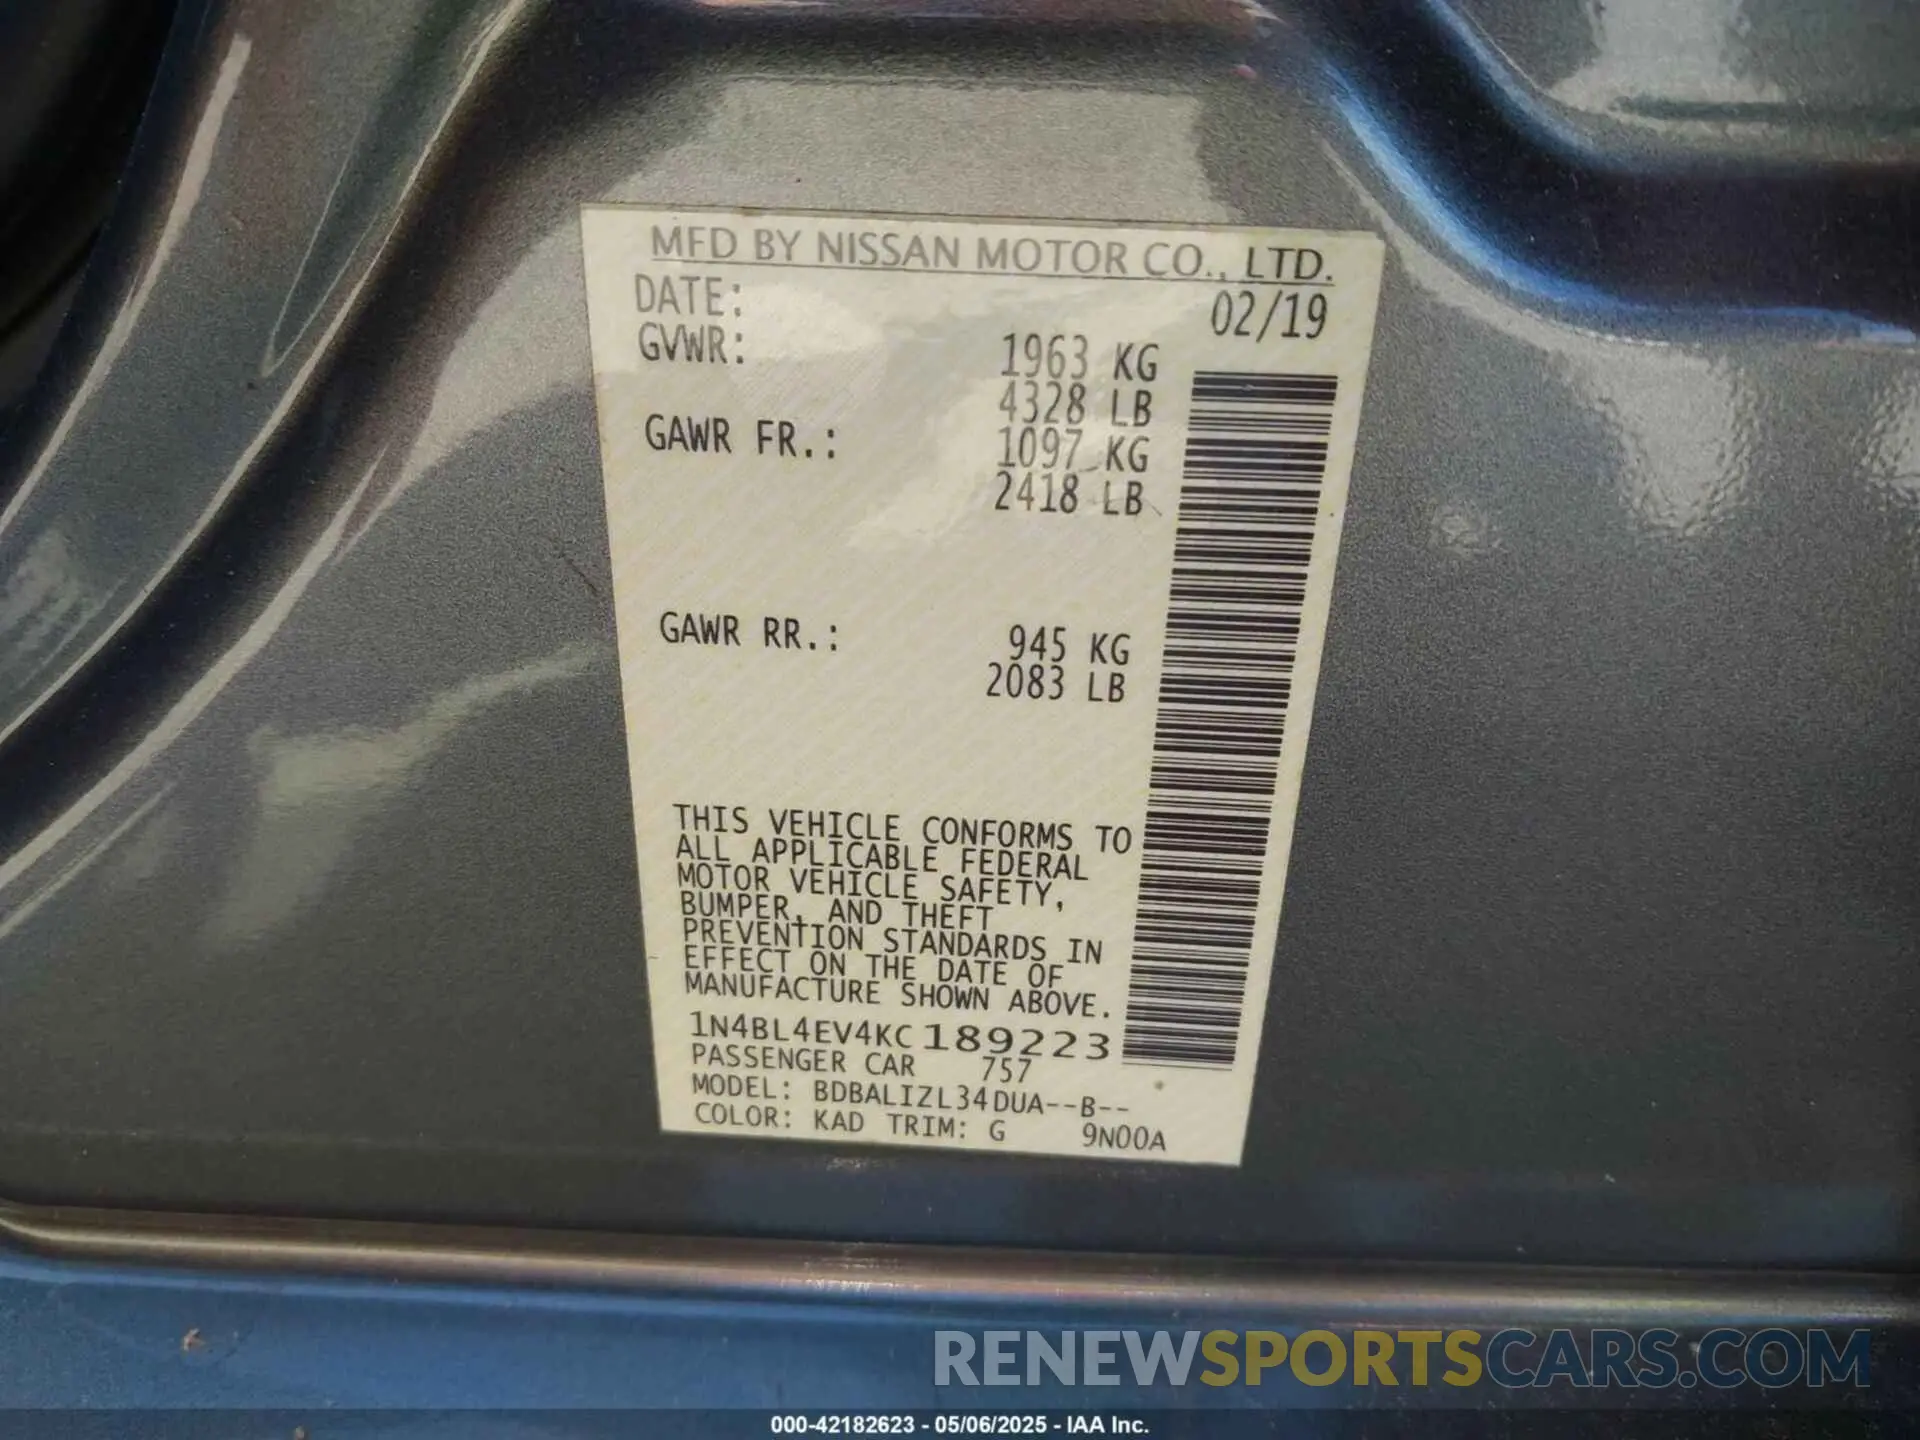 MFD BY NISSAN MOTOR CO., LTD.
DATE: 02/19
GVWR: 1963 KG
4328 LB
GAWR FR.: 1097 KG
2418 LB
GAWR RR.: 945 KG
2083 LB
THIS VEHICLE CONFORMS TO
ALL APPLICABLE FEDERAL
MOTOR VEHICLE SAFETY,
BUMPER, AND THEFT
PREVENTION STANDARDS IN
EFFECT ON THE DATE OF
MANUFACTURE SHOWN ABOVE.
1N4BL4EV4KC189223
PASSENGER CAR 757
MODEL: BDBALIZL34DUA--B--
COLOR: KAD TRIM: G 9N00A
RENEWSPORTSCARS.COM
000-42182623 - 05/06/2025 - IAA Inc.